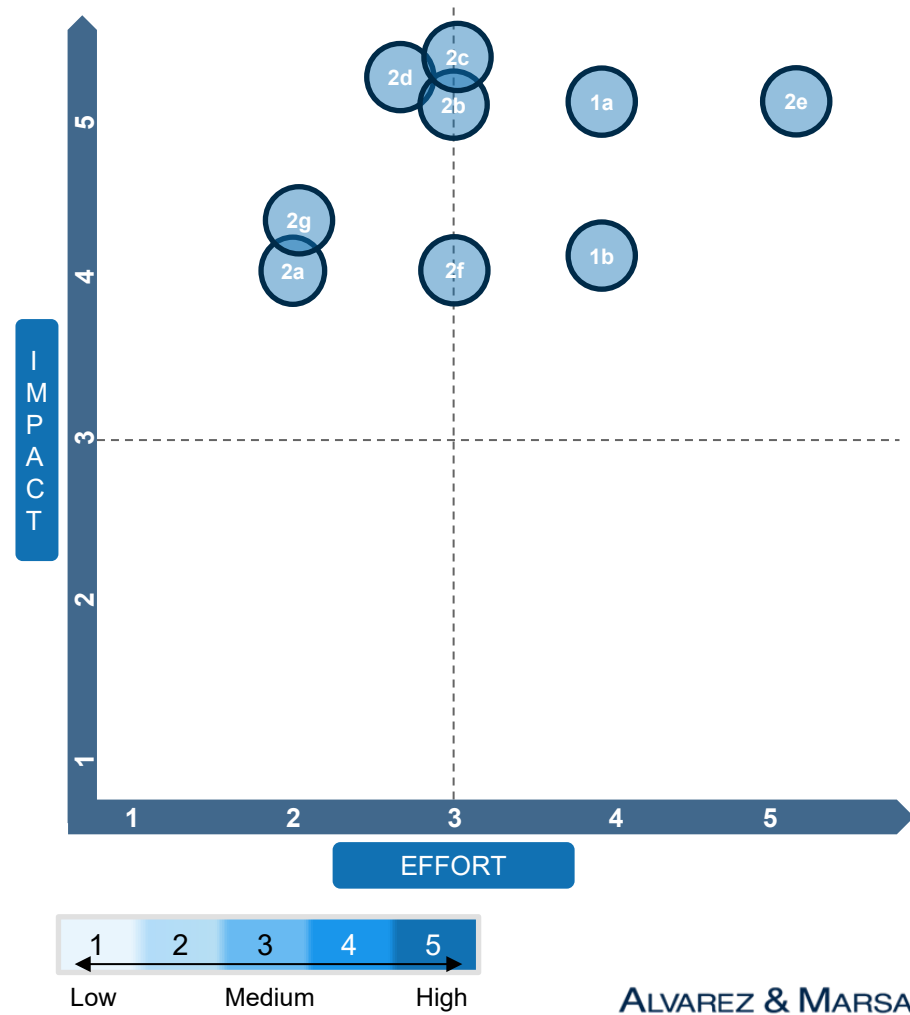 2c
2d
2b
1a
2e
5
2g
2a
2f
1b
4
I
M
P
A
C
T
3
2
1
1 2 3 4 5
EFFORT
1 2 3 4 5
Low Medium High
ALVAREZ & MARSA